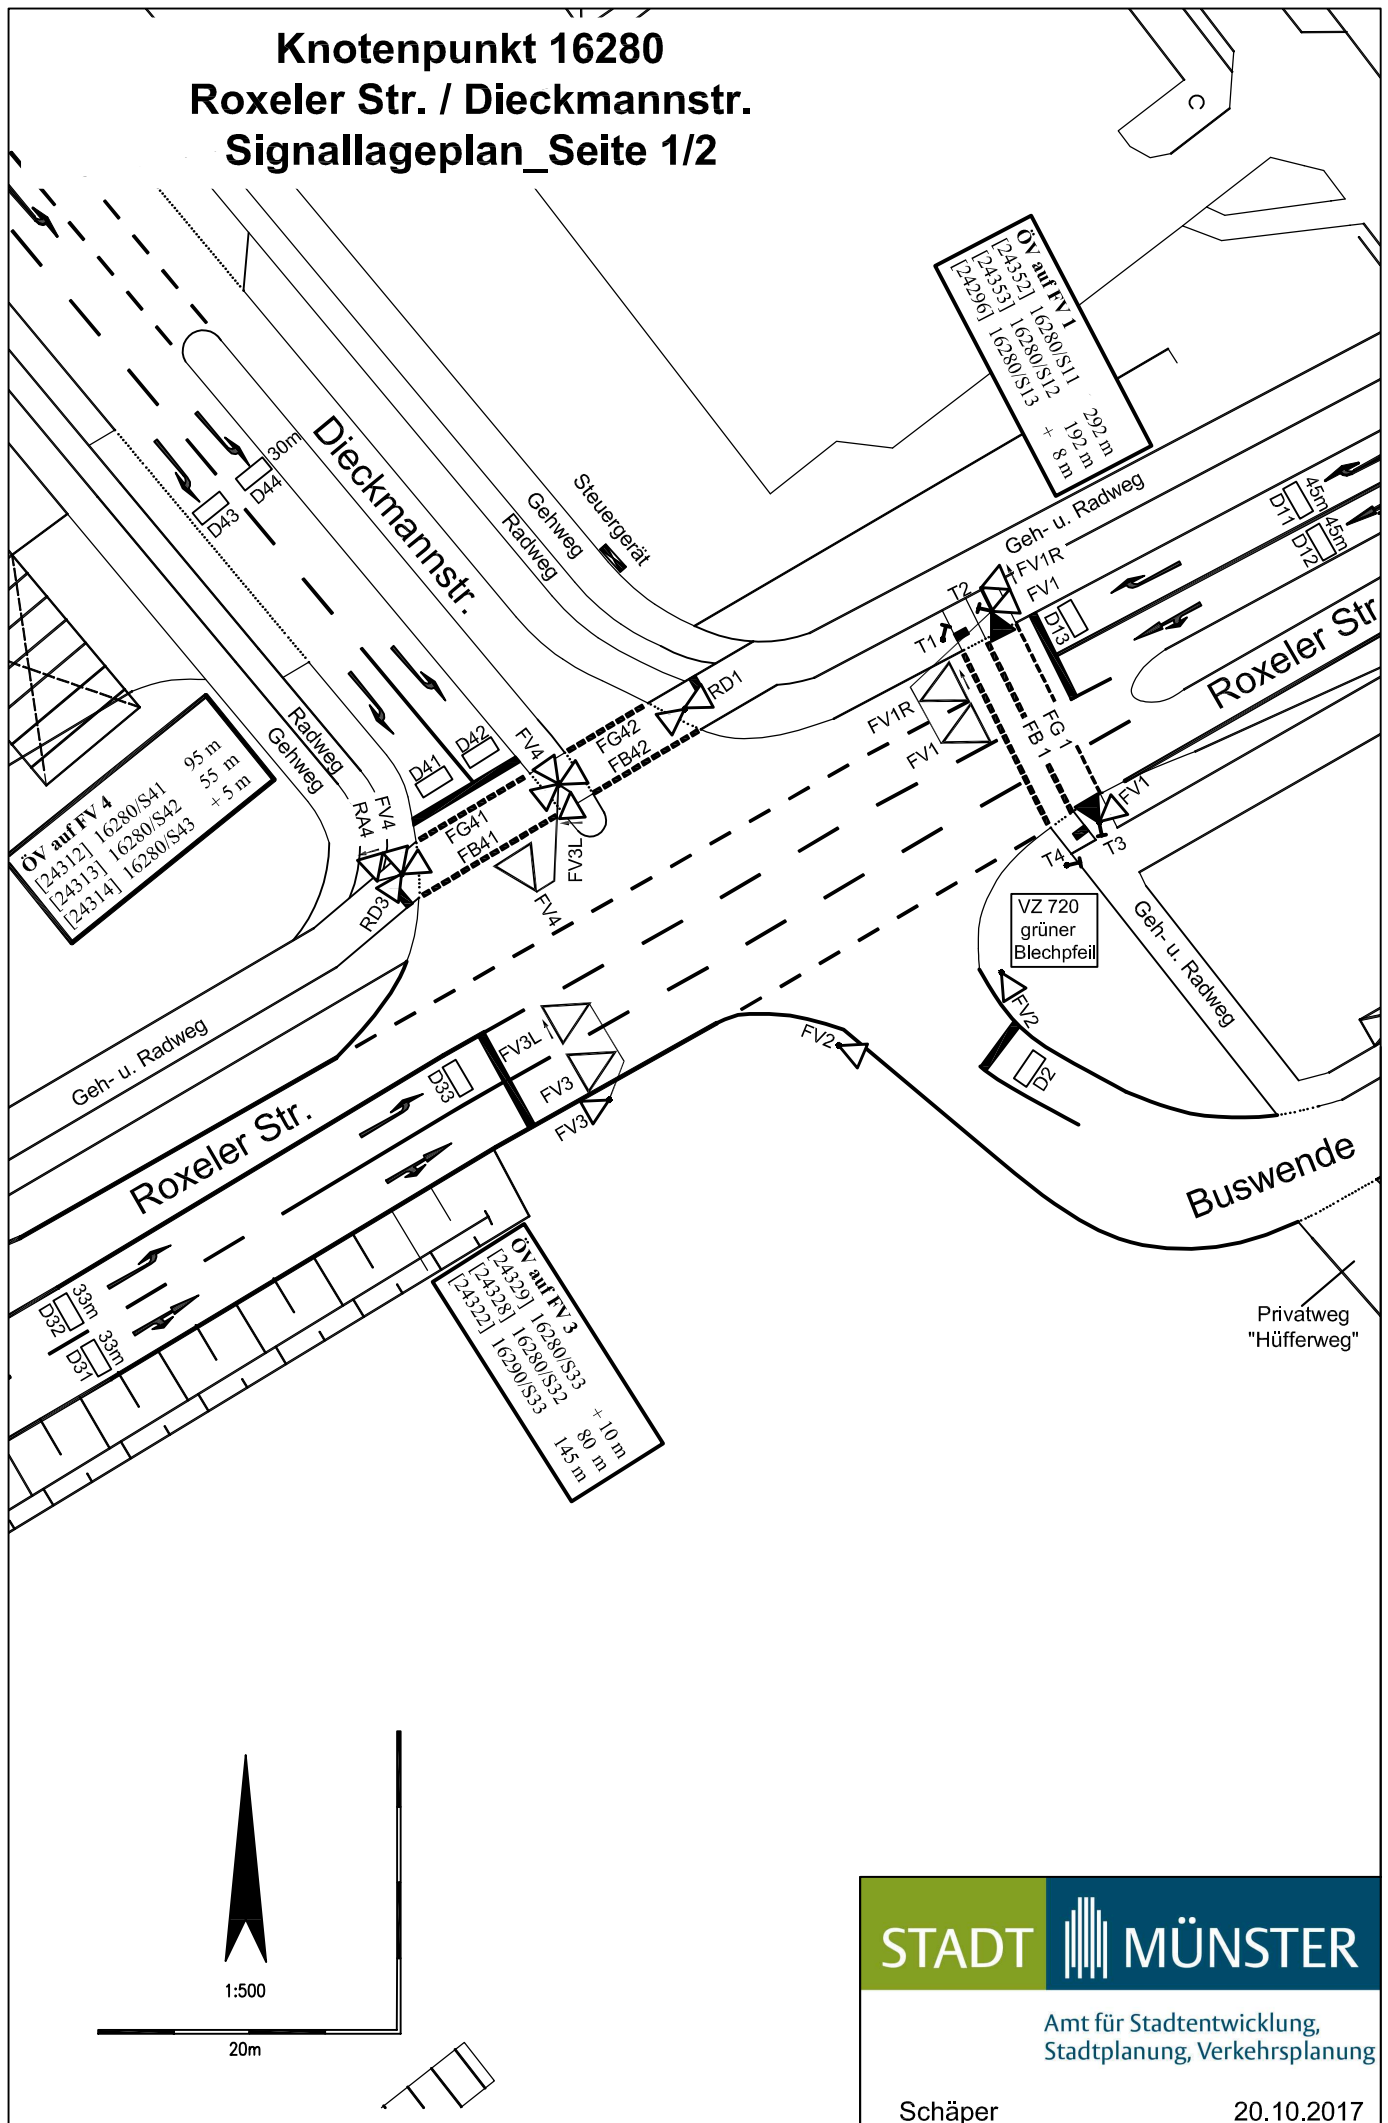 Knotenpunkt 16280
Roxeler Str. / Dieckmannstr.
Signallageplan_Seite 1/2
ÖV auf FV 1
[24352] 16280/S11 292 m
[24353] 16280/S12 192 m
[24296] 16280/S13 + 8 m
Dieckmannstr.
30m
D44
D43
Gehweg
Radweg
Steuergerät
Geh- u. Radweg
45m
D11
45m
D12
FV1R
FV1
T2
T1
D13
Roxeler Str
FV1R
FV1
FG 1
FB 1
RD1
FG42
FB42
FV4
D42
D41
Radweg
Gehweg
FV4
RA4
FG41
FB41
RD3
FV3L
FV4
FV1
T3
T4
ÖV auf FV 4
[24312] 16280/S41 95 m
[24313] 16280/S42 55 m
[24314] 16280/S43 + 5 m
VZ 720
grüner
Blechpfeil
Geh- u. Radweg
FV2
FV2
D2
Geh- u. Radweg
D33
FV3L
FV3
FV3
Roxeler Str.
Buswende
33m
D32
33m
D31
ÖV auf FV 3
[24329] 16280/S33 + 10 m
[24328] 16280/S32 80 m
[24322] 16290/S33 145 m
Privatweg
"Hüfferweg"
1:500
20m
STADT MÜNSTER
Amt für Stadtentwicklung,
Stadtplanung, Verkehrsplanung
Schäper 20.10.2017